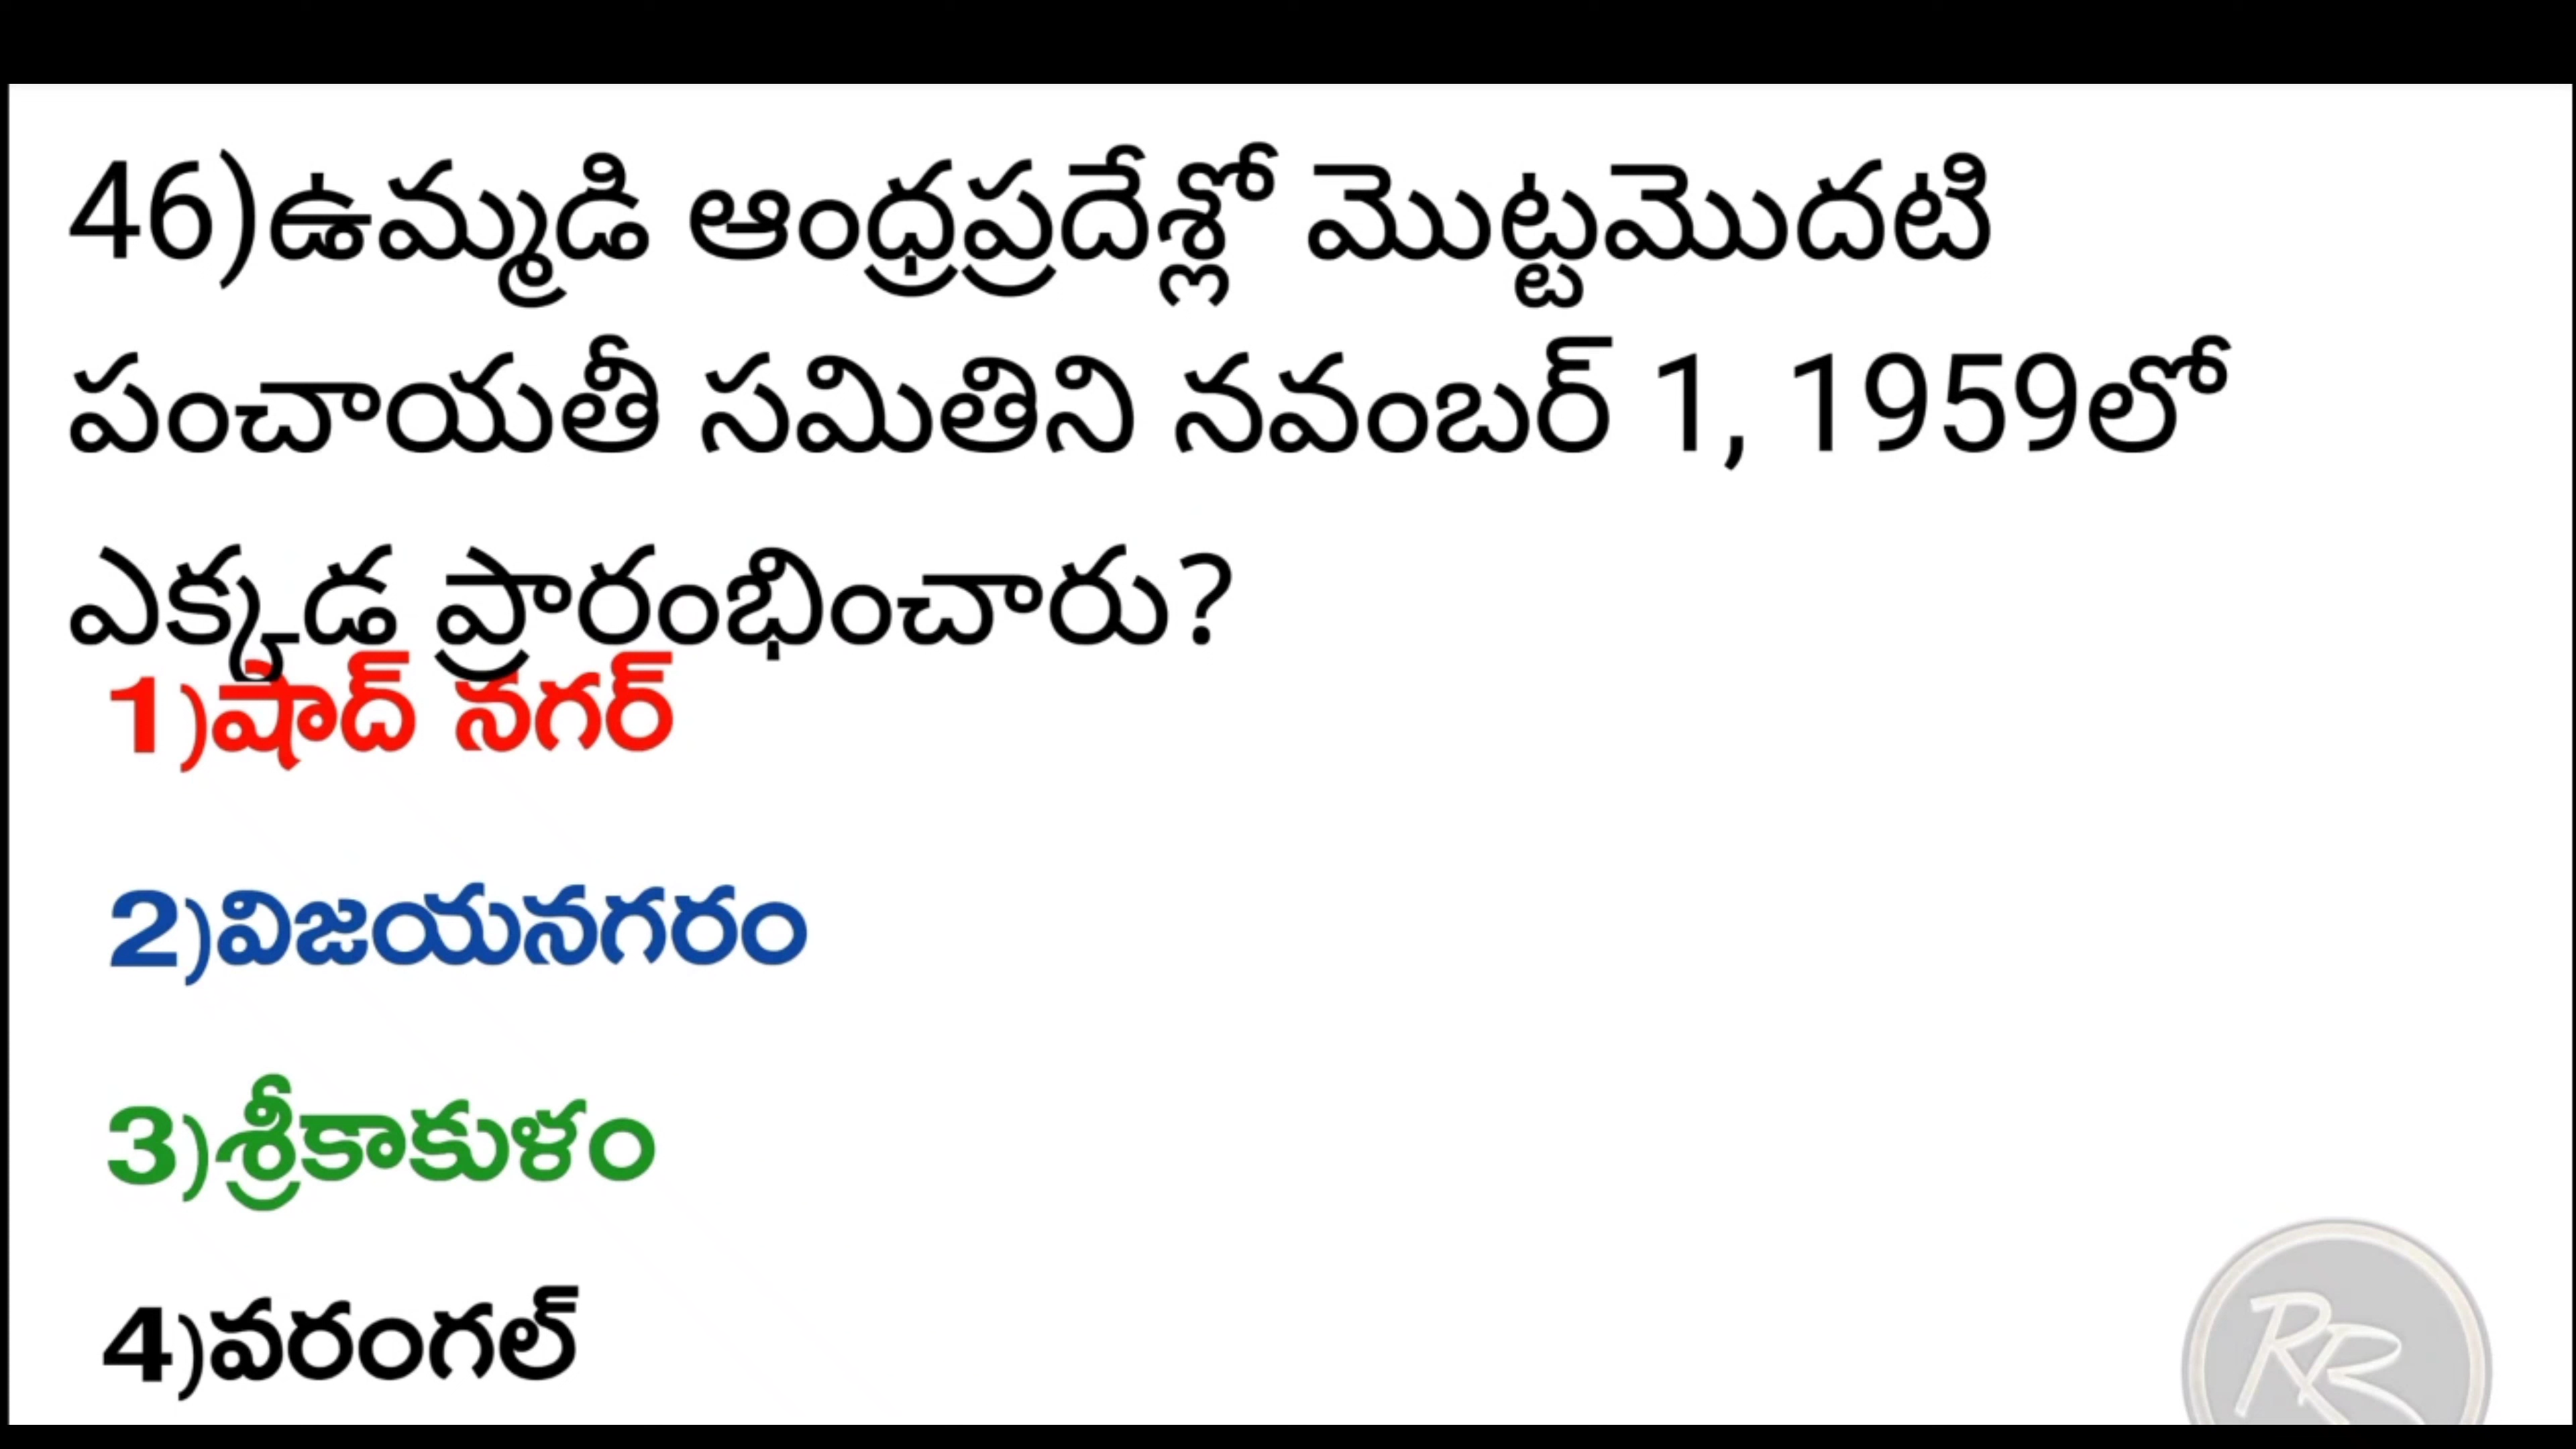 46)ఉమ్మడి ఆంధ్రప్రదేశ్లో మొట్టమొదటి
పంచాయతీ సమితిని నవంబర్ 1, 1959లో
ఎక్కడ ప్రారంభించారు?
1)షాద్ నగర్
2)విజయనగరం
3)శ్రీకాకుళం
4)వరంగల్
RR